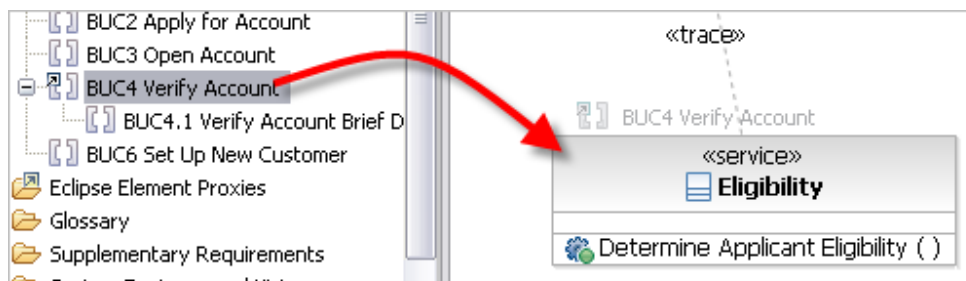 BUC2 Apply for Account
BUC3 Open Account
BUC4 Verify Account
BUC4.1 Verify Account Brief D
BUC6 Set Up New Customer
Eclipse Element Proxies
Glossary
Supplementary Requirements
«trace»
BUC4 Verify Account
«service»
Eligibility
Determine Applicant Eligibility ( )